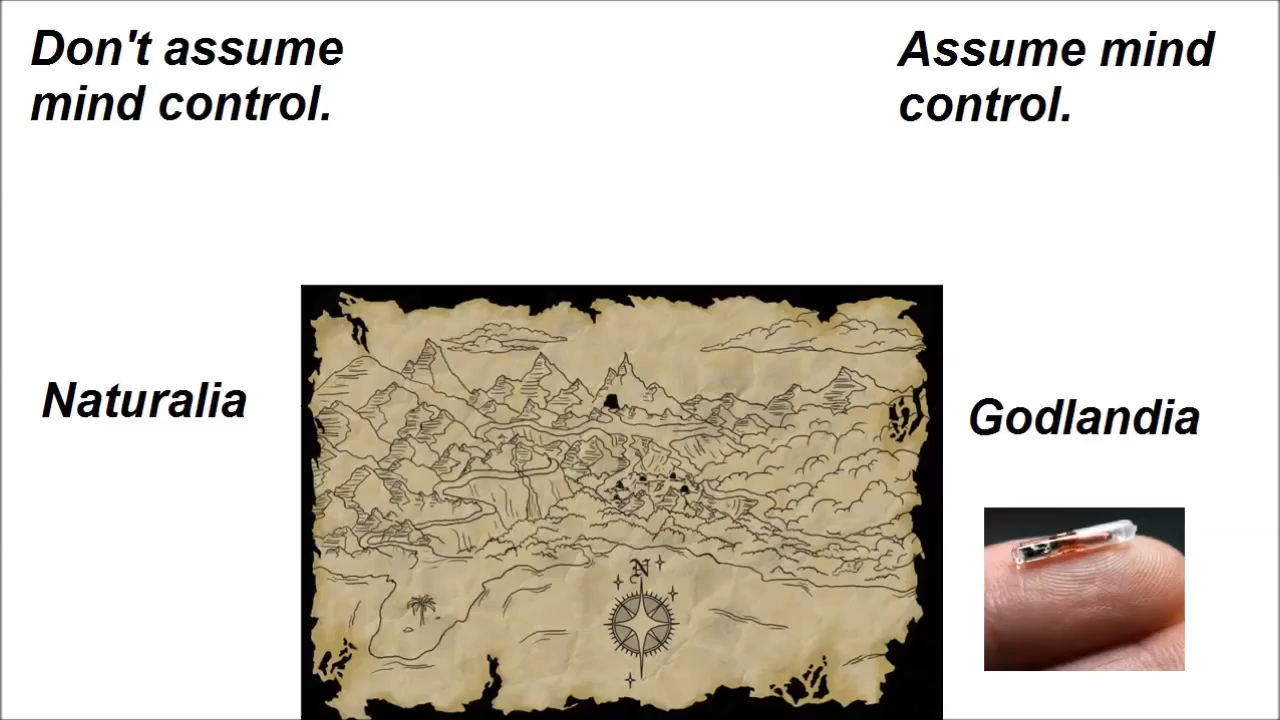 Don't assume
mind control.
Assume mind
control.
Naturalia
Godlandia
N